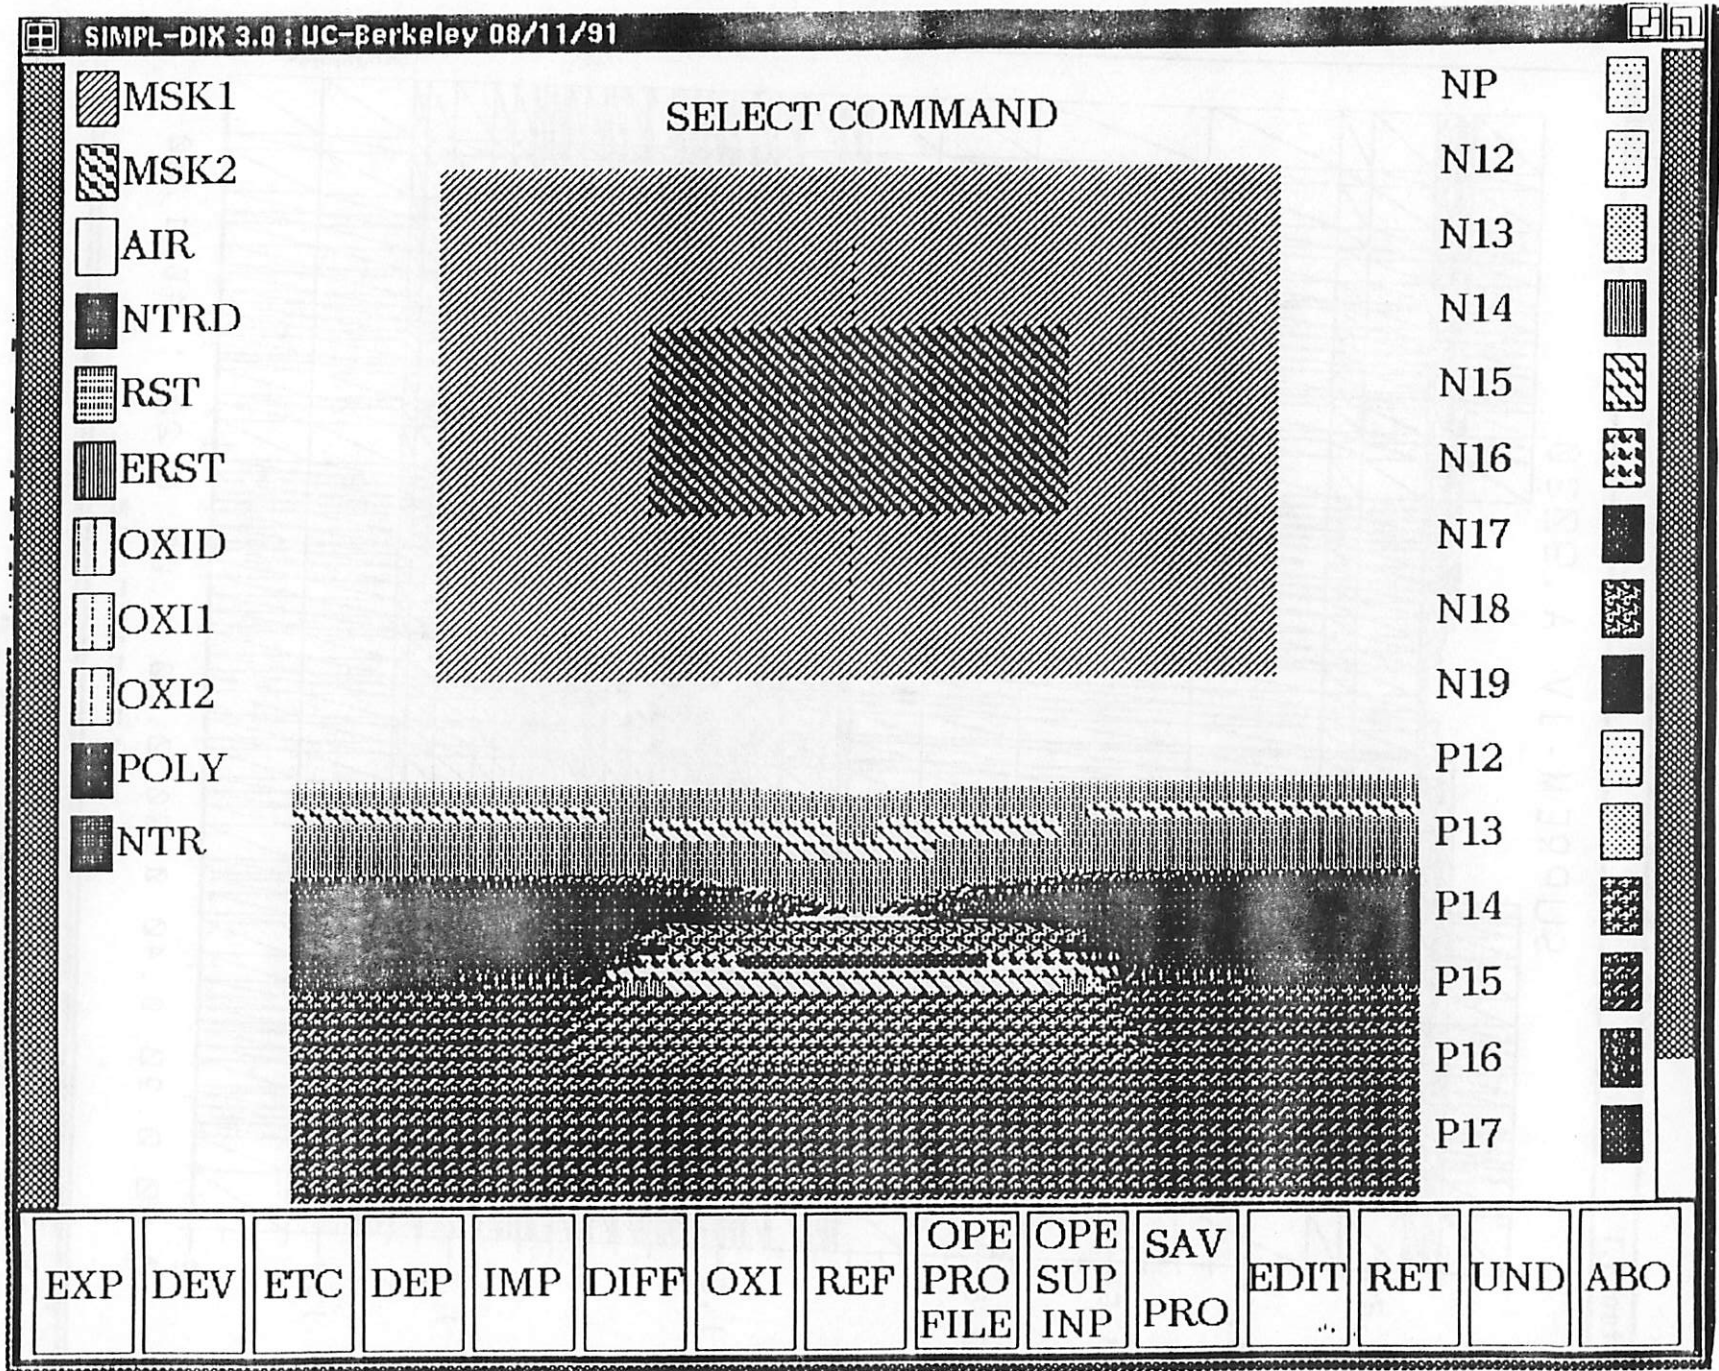 SIMPL-DIX 3.0 : UC-Berkeley 08/11/91
SELECT COMMAND
MSK1
MSK2
AIR
NTRD
RST
ERST
OXID
OXI1
OXI2
POLY
NTR
NP
N12
N13
N14
N15
N16
N17
N18
N19
P12
P13
P14
P15
P16
P17
EXP
DEV
ETC
DEP
IMP
DIFF
OXI
REF
OPE
PRO
FILE
OPE
SUP
INP
SAV
PRO
EDIT
RET
UND
ABO